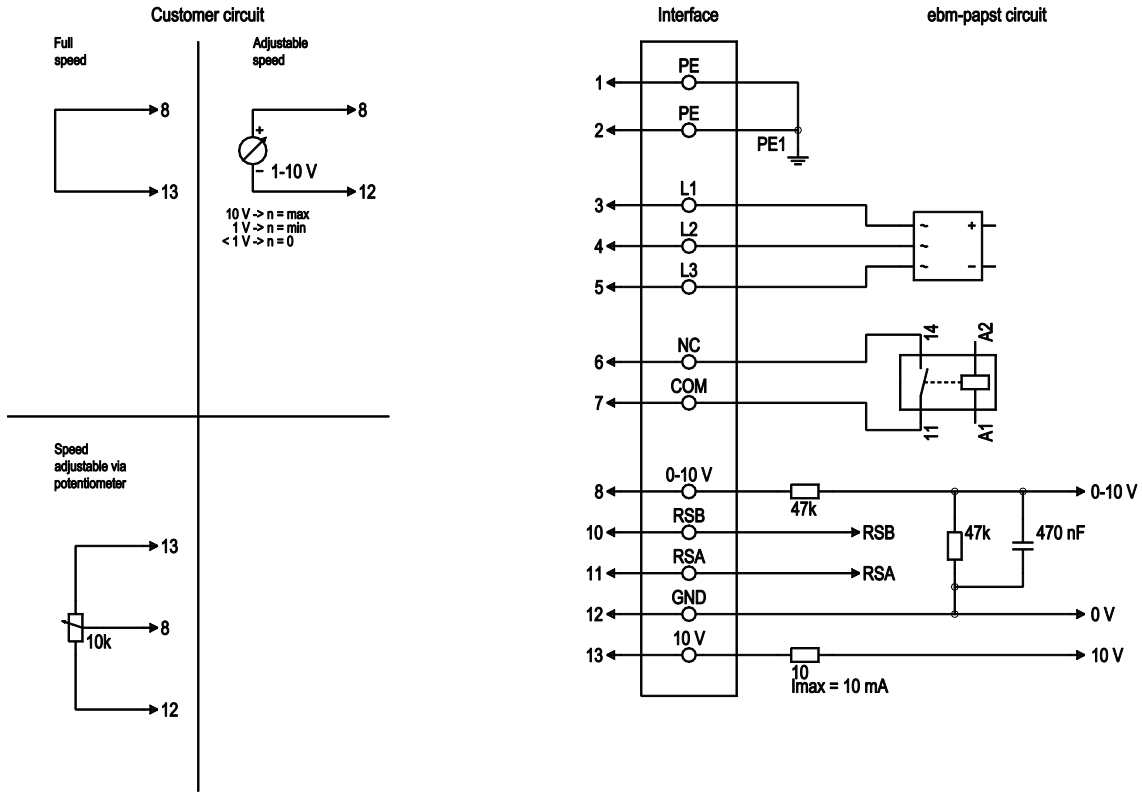 Customer circuit
Interface
ebm-papst circuit
Full
speed
8
13
Adjustable
speed
8
+
−
1-10 V
12
10 V -> n = max
1 V -> n = min
< 1 V -> n = 0
Speed
adjustable via
potentiometer
13
8
10k
12
1
PE
2
PE
PE1
3
L1
4
L2
5
L3
~
+
~
~
−
6
NC
14
A2
7
COM
11
A1
8
0-10 V
47k
0-10 V
10
RSB
RSB
47k
470 nF
11
RSA
RSA
12
GND
0 V
13
10 V
10
10 V
Imax = 10 mA